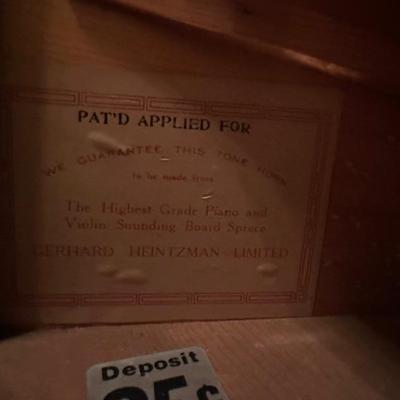 PAT'D APPLIED FOR
WE GUARANTEE THIS TONE HORN
to be made from
The Highest Grade Piano and
Violin Sounding Board Spruce
GERHARD HEINTZMAN LIMITED
Deposit
25¢